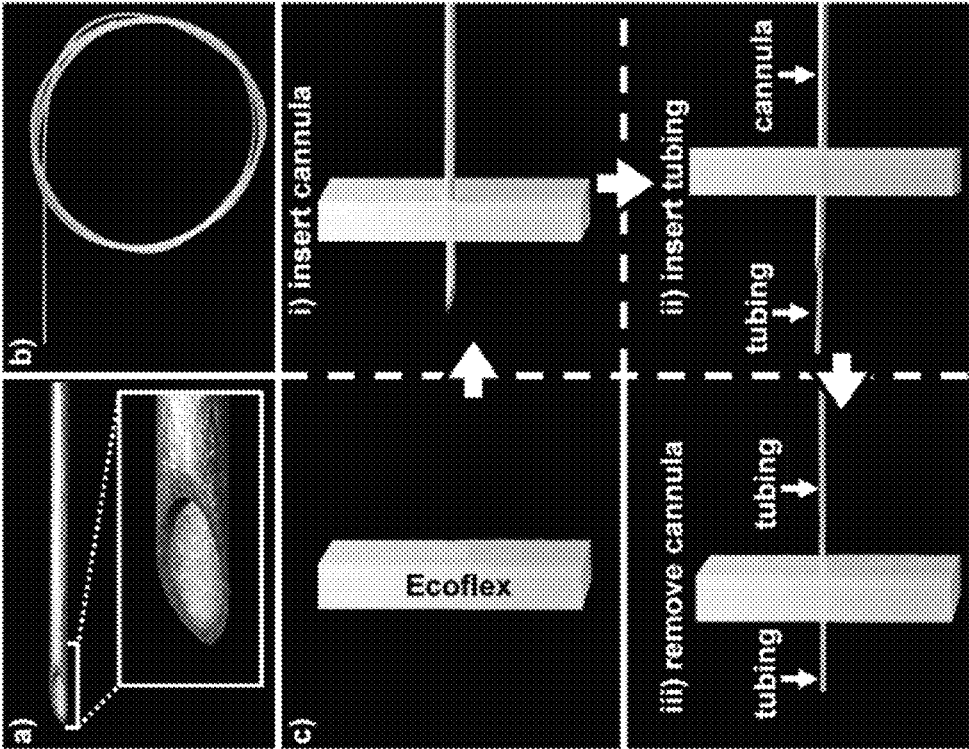 a)
b)
c)
Ecoflex
i) insert cannula
ii) insert tubing
tubing
cannula
iii) remove cannula
tubing
tubing